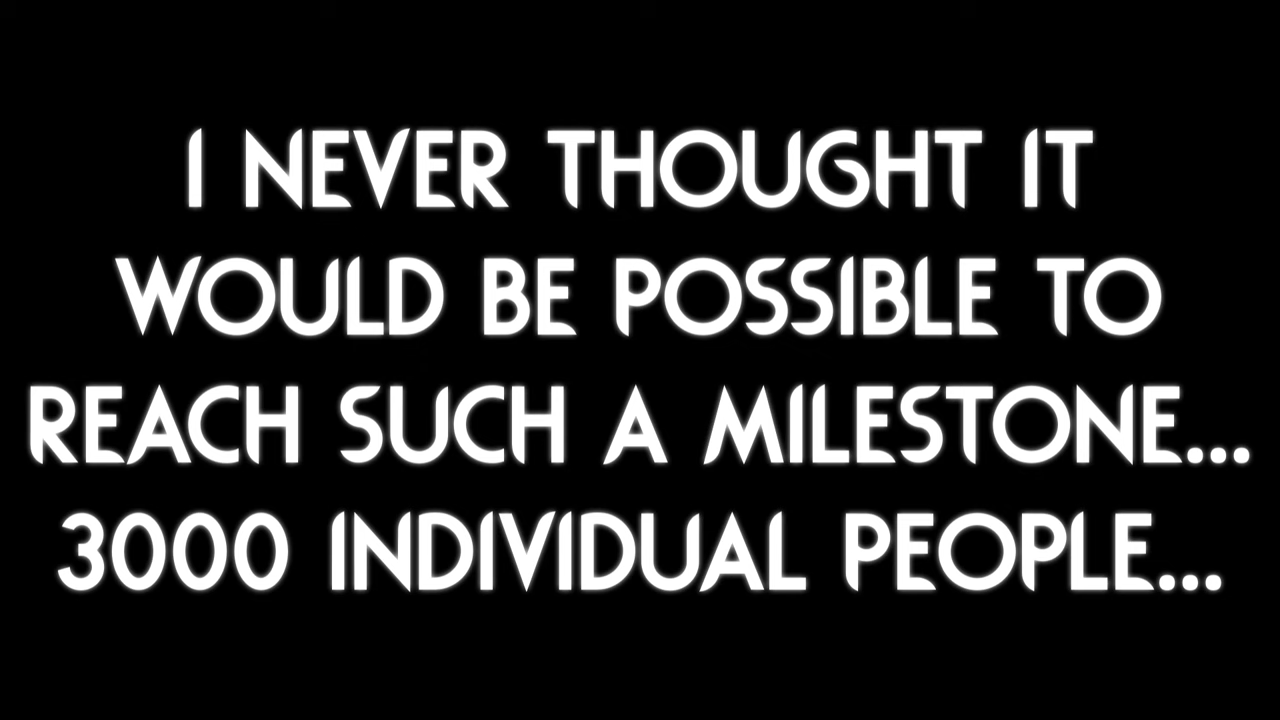 I NEVER THOUGHT IT
WOULD BE POSSIBLE TO
REACH SUCH A MILESTONE...
3000 INDIVIDUAL PEOPLE...